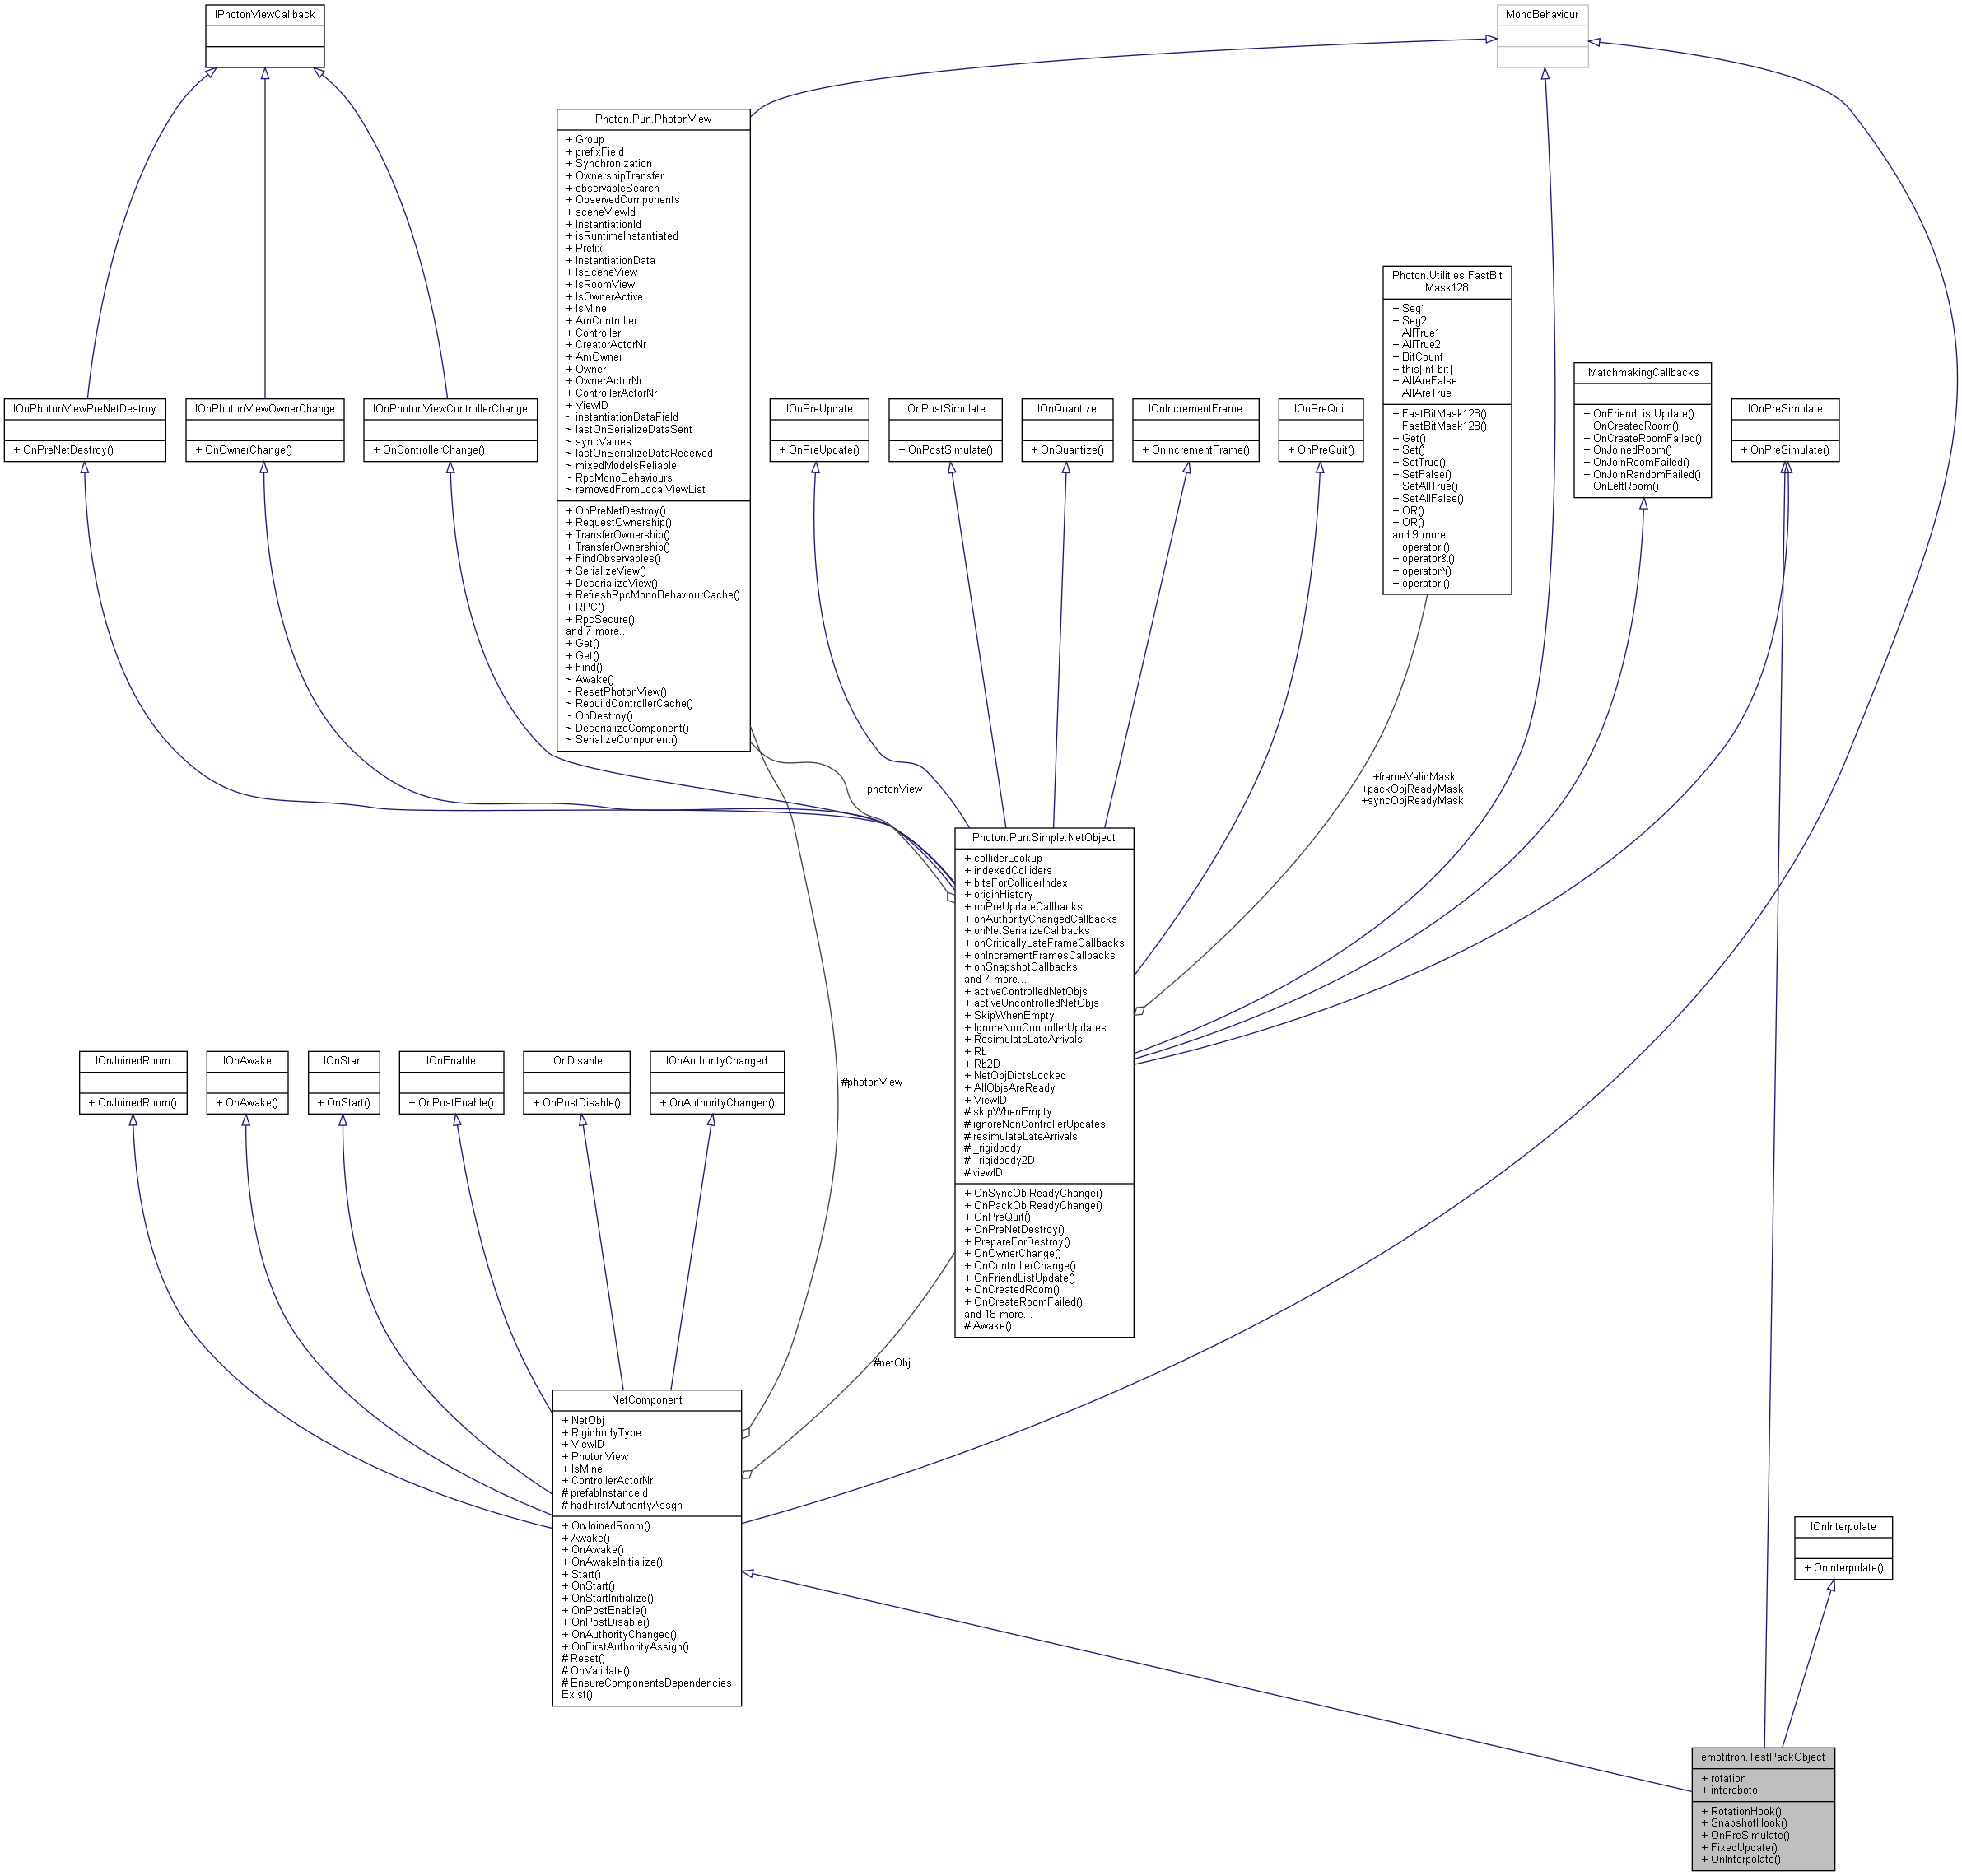 IPhotonViewCallback
MonoBehaviour
Photon.Pun.PhotonView
+ Group
+ prefixField
+ Synchronization
+ OwnershipTransfer
+ observableSearch
+ ObservedComponents
+ sceneViewId
+ InstantiationId
+ isRuntimeInstantiated
+ Prefix
+ InstantiationData
+ IsSceneView
+ IsRoomView
+ IsOwnerActive
+ IsMine
+ AmController
+ Controller
+ CreatorActorNr
+ AmOwner
+ Owner
+ OwnerActorNr
+ ControllerActorNr
+ ViewID
~ instantiationDataField
~ lastOnSerializeDataSent
~ syncValues
~ lastOnSerializeDataReceived
~ mixedModeIsReliable
~ RpcMonoBehaviours
~ removedFromLocalViewList
+ OnPreNetDestroy()
+ RequestOwnership()
+ TransferOwnership()
+ TransferOwnership()
+ FindObservables()
+ SerializeView()
+ DeserializeView()
+ RefreshRpcMonoBehaviourCache()
+ RPC()
+ RpcSecure()
and 7 more...
+ Get()
+ Get()
+ Find()
~ Awake()
~ ResetPhotonView()
~ RebuildControllerCache()
~ OnDestroy()
~ DeserializeComponent()
~ SerializeComponent()
Photon.Utilities.FastBit
Mask128
+ Seg1
+ Seg2
+ AllTrue1
+ AllTrue2
+ BitCount
+ this[int bit]
+ AllAreFalse
+ AllAreTrue
+ FastBitMask128()
+ FastBitMask128()
+ Get()
+ Set()
+ SetTrue()
+ SetFalse()
+ SetAllTrue()
+ SetAllFalse()
+ OR()
+ OR()
and 9 more...
+ operator|()
+ operator&()
+ operator^()
+ operator!()
IMatchmakingCallbacks
+ OnFriendListUpdate()
+ OnCreatedRoom()
+ OnCreateRoomFailed()
+ OnJoinedRoom()
+ OnJoinRoomFailed()
+ OnJoinRandomFailed()
+ OnLeftRoom()
IOnPhotonViewPreNetDestroy
+ OnPreNetDestroy()
IOnPhotonViewOwnerChange
+ OnOwnerChange()
IOnPhotonViewControllerChange
+ OnControllerChange()
IOnPreUpdate
+ OnPreUpdate()
IOnPostSimulate
+ OnPostSimulate()
IOnQuantize
+ OnQuantize()
IOnIncrementFrame
+ OnIncrementFrame()
IOnPreQuit
+ OnPreQuit()
IOnPreSimulate
+ OnPreSimulate()
+photonView
+frameValidMask
+packObjReadyMask
+syncObjReadyMask
Photon.Pun.Simple.NetObject
+ colliderLookup
+ indexedColliders
+ bitsForColliderIndex
+ originHistory
+ onPreUpdateCallbacks
+ onAuthorityChangedCallbacks
+ onNetSerializeCallbacks
+ onCriticallyLateFrameCallbacks
+ onIncrementFramesCallbacks
+ onSnapshotCallbacks
and 7 more...
+ activeControlledNetObjs
+ activeUncontrolledNetObjs
+ SkipWhenEmpty
+ IgnoreNonControllerUpdates
+ ResimulateLateArrivals
+ Rb
+ Rb2D
+ NetObjDictsLocked
+ AllObjsAreReady
+ ViewID
# skipWhenEmpty
# ignoreNonControllerUpdates
# resimulateLateArrivals
# _rigidbody
# _rigidbody2D
# viewID
+ OnSyncObjReadyChange()
+ OnPackObjReadyChange()
+ OnPreQuit()
+ OnPreNetDestroy()
+ PrepareForDestroy()
+ OnOwnerChange()
+ OnControllerChange()
+ OnFriendListUpdate()
+ OnCreatedRoom()
+ OnCreateRoomFailed()
and 18 more...
# Awake()
IOnJoinedRoom
+ OnJoinedRoom()
IOnAwake
+ OnAwake()
IOnStart
+ OnStart()
IOnEnable
+ OnPostEnable()
IOnDisable
+ OnPostDisable()
IOnAuthorityChanged
+ OnAuthorityChanged()
#photonView
#netObj
NetComponent
+ NetObj
+ RigidbodyType
+ ViewID
+ PhotonView
+ IsMine
+ ControllerActorNr
# prefabInstanceId
# hadFirstAuthorityAssgn
+ OnJoinedRoom()
+ Awake()
+ OnAwake()
+ OnAwakeInitialize()
+ Start()
+ OnStart()
+ OnStartInitialize()
+ OnPostEnable()
+ OnPostDisable()
+ OnAuthorityChanged()
+ OnFirstAuthorityAssign()
# Reset()
# OnValidate()
# EnsureComponentsDependencies
Exist()
IOnInterpolate
+ OnInterpolate()
emotitron.TestPackObject
+ rotation
+ intoroboto
+ RotationHook()
+ SnapshotHook()
+ OnPreSimulate()
+ FixedUpdate()
+ OnInterpolate()